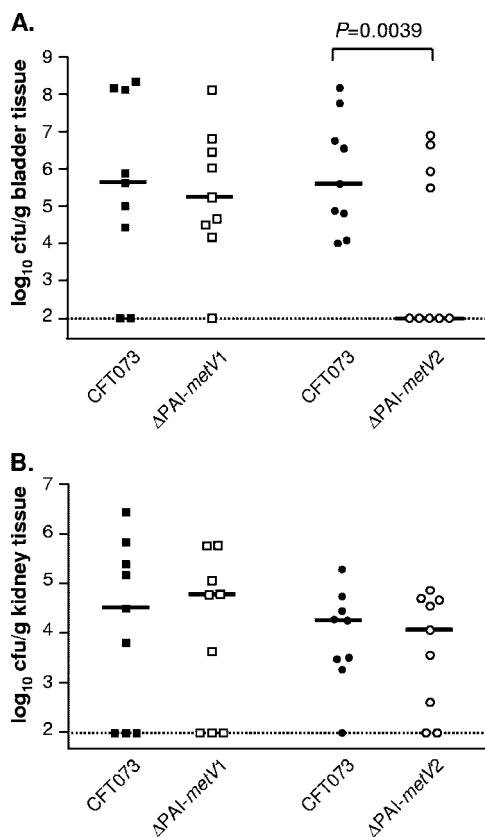 A.
P=0.0039
log10 cfu/g bladder tissue
9
8
7
6
5
4
3
2
CFT073
ΔPAI-metV1
CFT073
ΔPAI-metV2
B.
log10 cfu/g kidney tissue
7
6
5
4
3
2
CFT073
ΔPAI-metV1
CFT073
ΔPAI-metV2